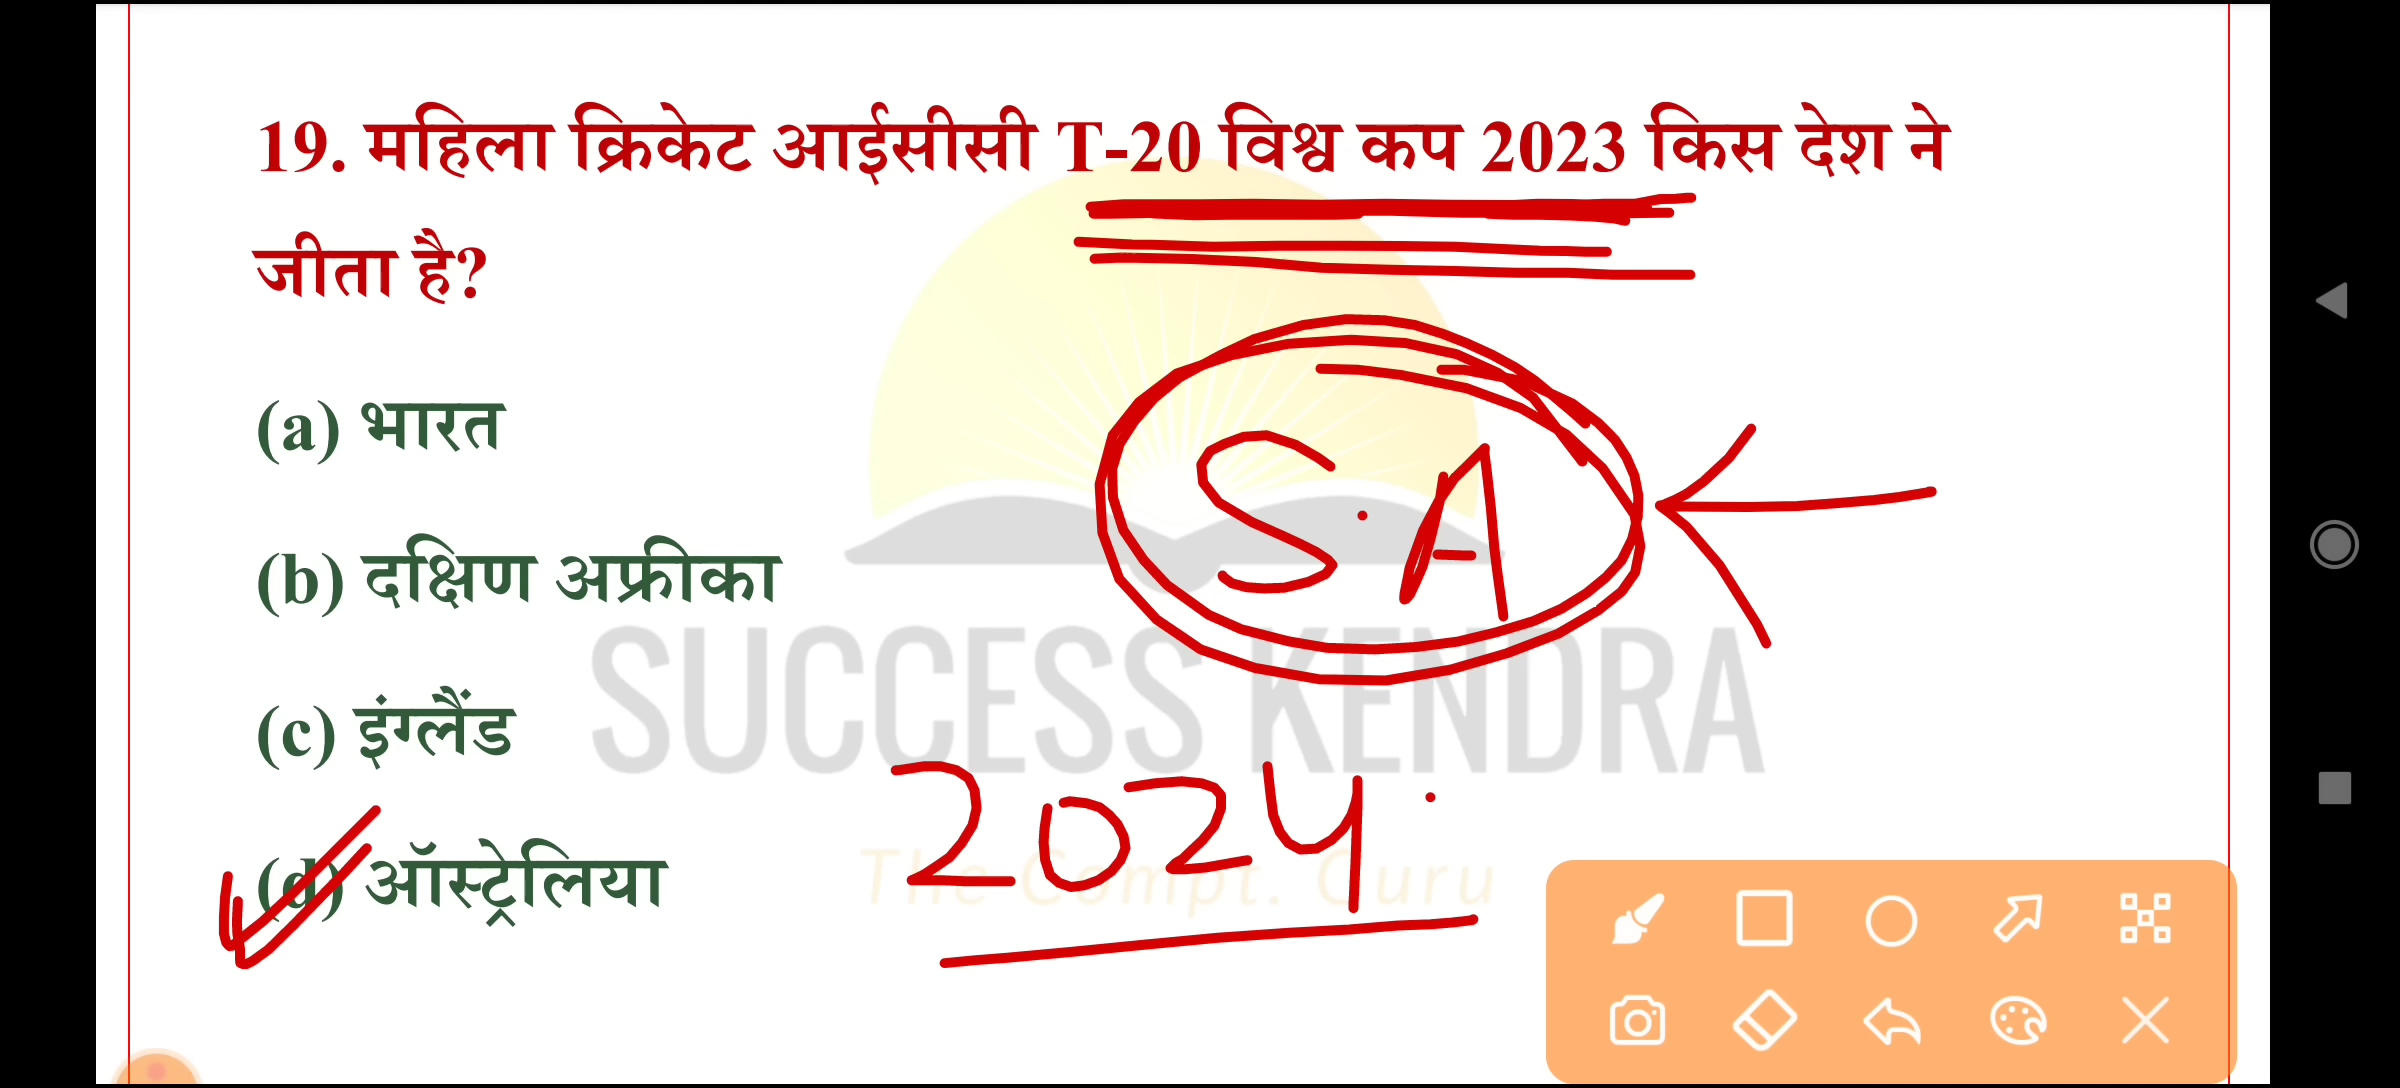 19. महिला क्रिकेट आईसीसी T-20 विश्व कप 2023 किस देश ने
जीता है?
(a) भारत
(b) दक्षिण अफ्रीका
S.A
(c) इंग्लैंड
SUCCESS KENDRA
2024
(d) ऑस्ट्रेलिया
The Compt. Guru